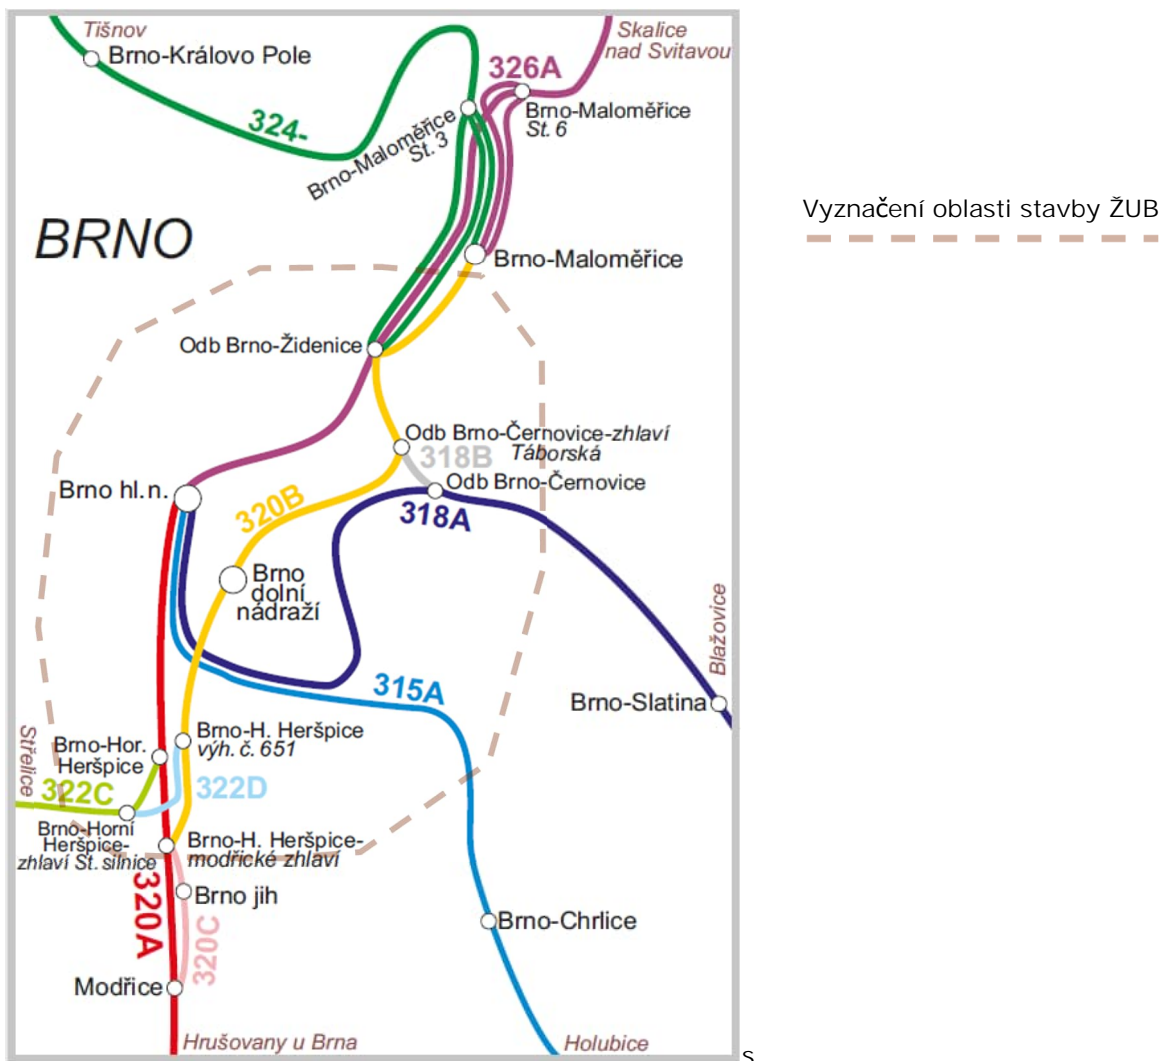 Tišnov
Brno-Královo Pole
Skalice
nad Svitavou
326A
Brno-Maloměřice
St. 6
324-
Brno-Maloměřice
St. 3
BRNO
Vyznačení oblasti stavby ŽUB
Brno-Maloměřice
Odb Brno-Židenice
Odb Brno-Černovice-zhlaví
Táborská
318B
Odb Brno-Černovice
Brno hl.n.
320B
318A
Brno
dolní
nádraží
Blažovice
315A
Brno-Slatina
Střelice
Brno-Hor.
Heršpice
Brno-H. Heršpice
výh. č. 651
322C
322D
Brno-Horní
Heršpice-
zhlaví St. silnice
Brno-H. Heršpice-
modřické zhlaví
320A
Brno jih
320C
Brno-Chrlice
Modřice
Hrušovany u Brna
Holubice
s